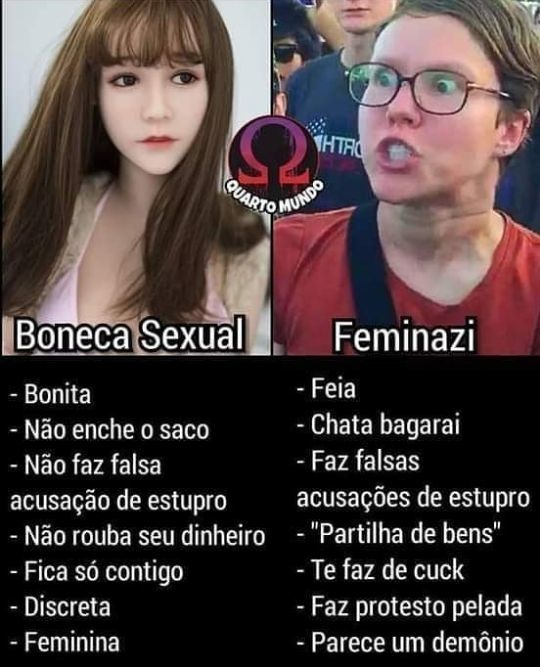 HTRC
Ω
QUARTO MUNDO
Boneca Sexual
Feminazi
- Bonita
- Não enche o saco
- Não faz falsa
acusação de estupro
- Não rouba seu dinheiro
- Fica só contigo
- Discreta
- Feminina
- Feia
- Chata bagarai
- Faz falsas
acusações de estupro
- "Partilha de bens"
- Te faz de cuck
- Faz protesto pelada
- Parece um demônio